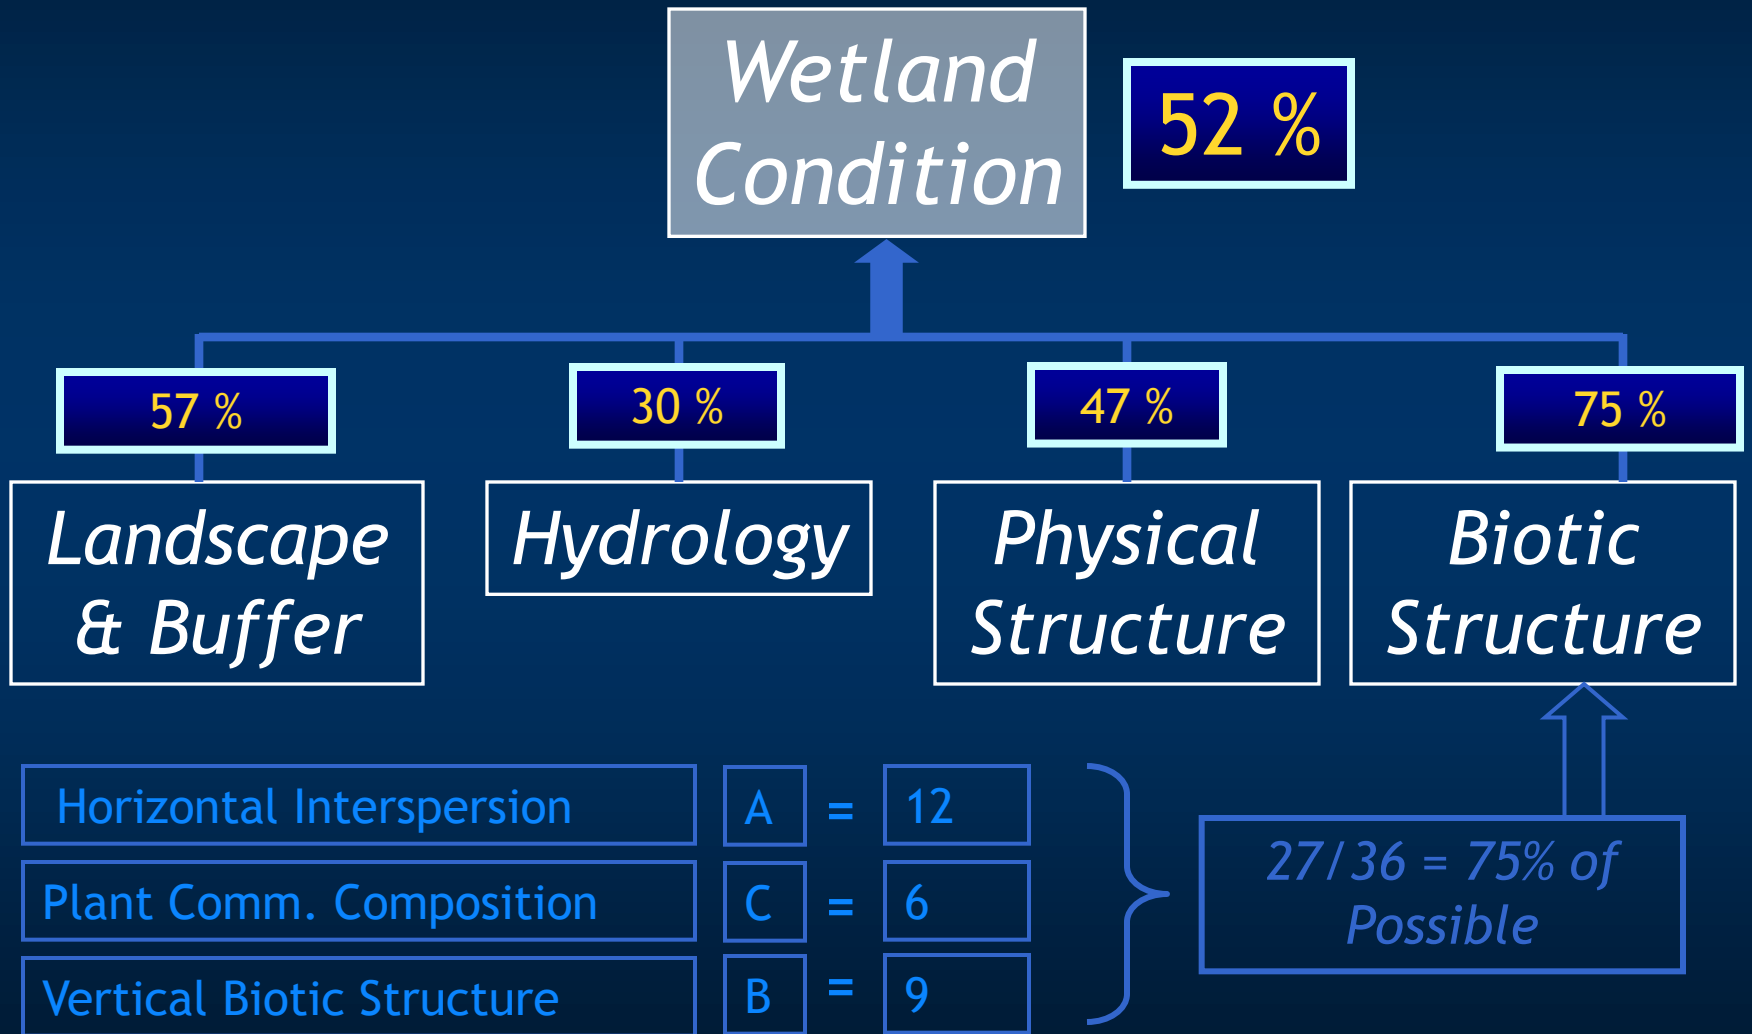 Wetland
Condition
52 %
57 %
30 %
47 %
75 %
Landscape
& Buffer
Hydrology
Physical
Structure
Biotic
Structure
Horizontal Interspersion A = 12
Plant Comm. Composition C = 6
Vertical Biotic Structure B = 9
27/36 = 75% of
Possible